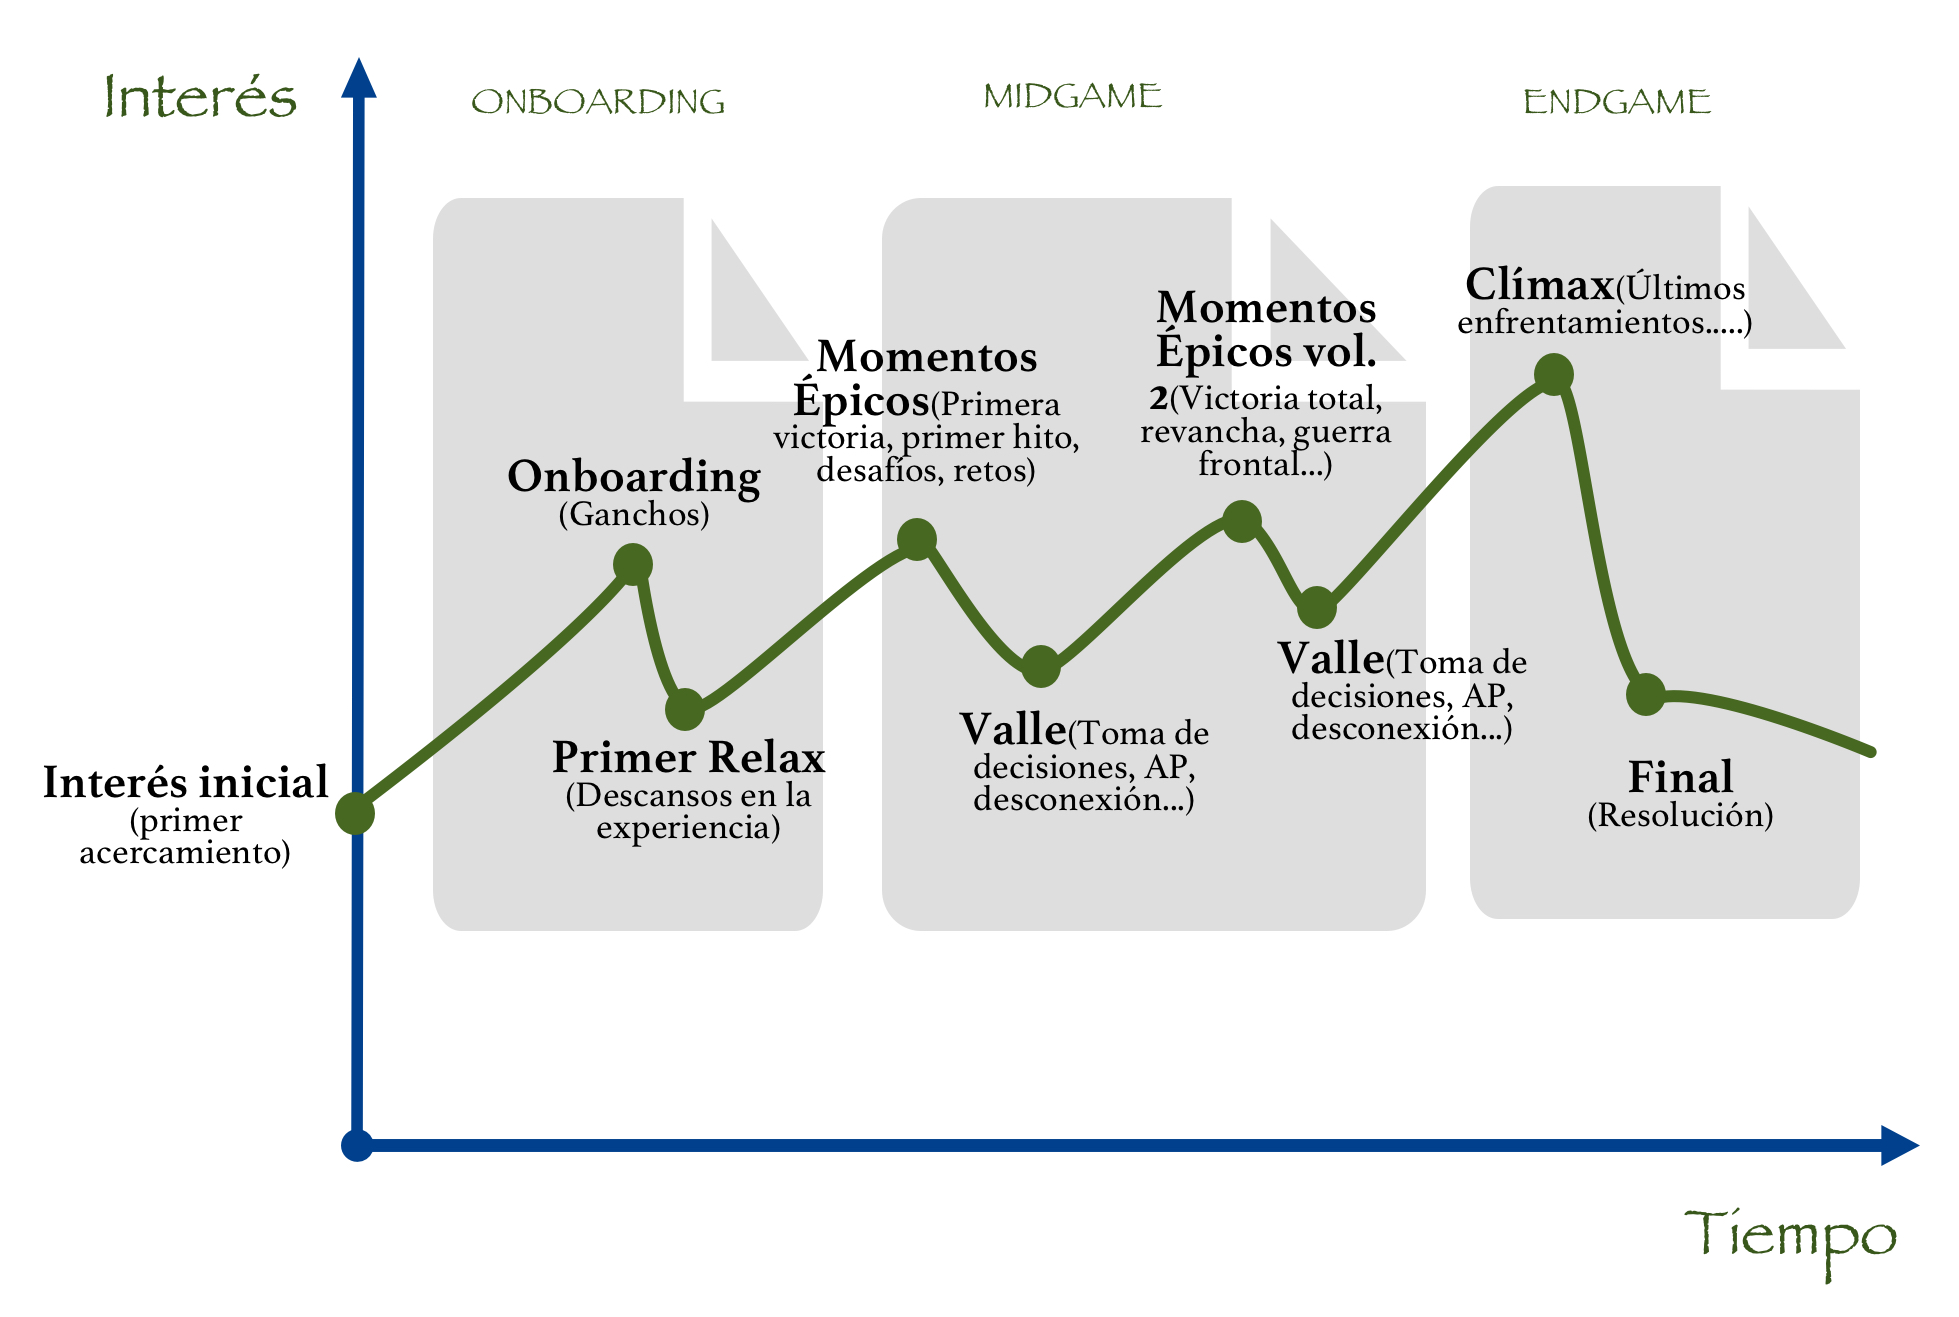 Interés
ONBOARDING
MIDGAME
ENDGAME
Clímax(Últimos
enfrentamientos.....)
Momentos
Épicos vol.
2(Victoria total,
revancha, guerra
frontal...)
Momentos
Épicos(Primera
victoria, primer hito,
desafíos, retos)
Onboarding
(Ganchos)
Interés inicial
(primer
acercamiento)
Primer Relax
(Descansos en la
experiencia)
Valle(Toma de
decisiones, AP,
desconexión...)
Valle(Toma de
decisiones, AP,
desconexión...)
Final
(Resolución)
Tiempo